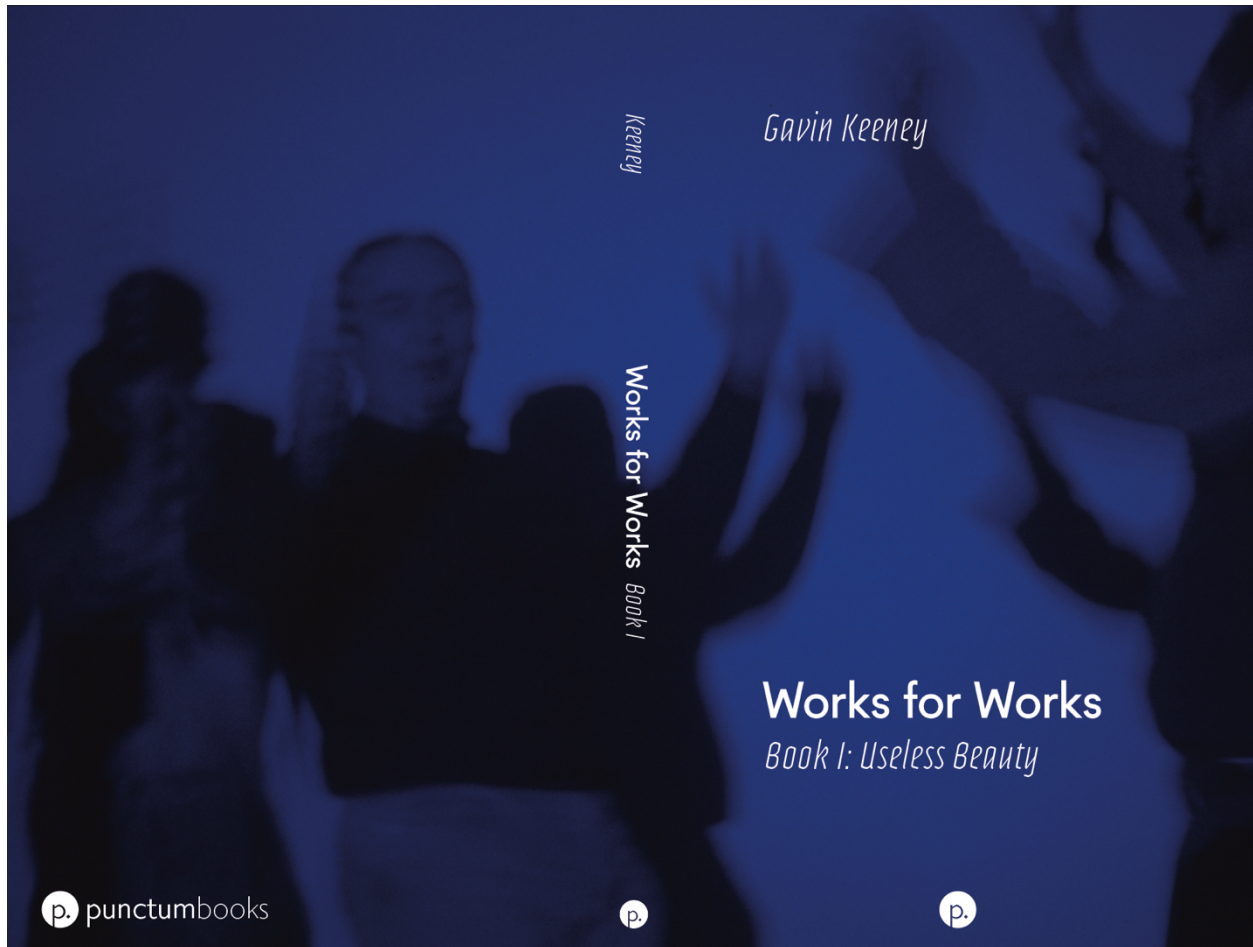 punctumbooks
Keeney
Works for Works Book I
p.
Gavin Keeney
Works for Works
Book I: Useless Beauty
p.
p.